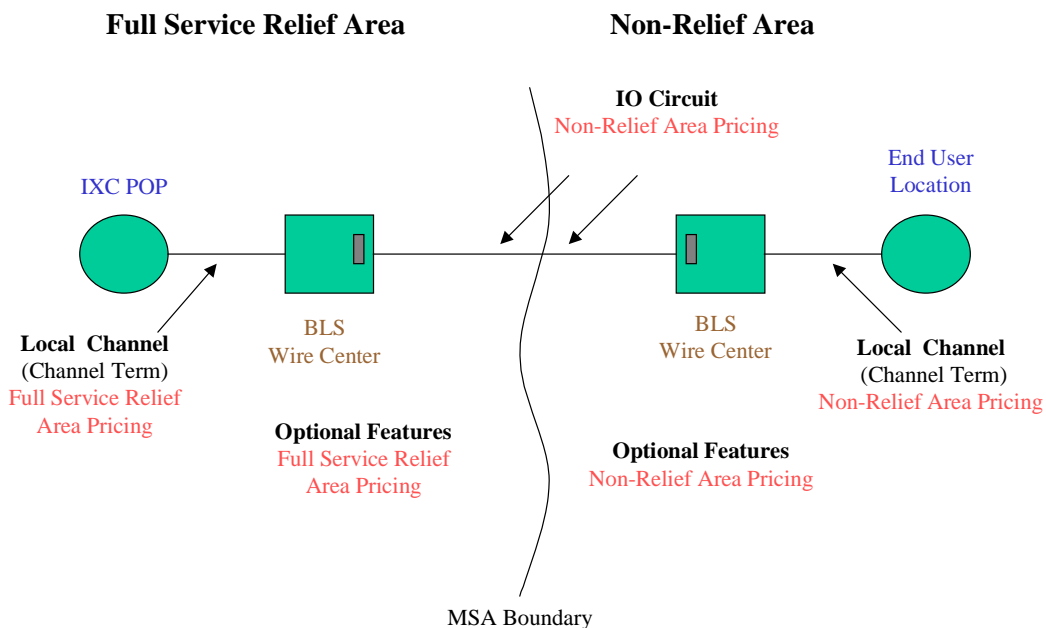 Full Service Relief Area
Non-Relief Area
IO Circuit
Non-Relief Area Pricing
IXC POP
End User
Location
BLS
Wire Center
BLS
Wire Center
Local Channel
(Channel Term)
Full Service Relief
Area Pricing
Local Channel
(Channel Term)
Non-Relief Area Pricing
Optional Features
Full Service Relief
Area Pricing
Optional Features
Non-Relief Area Pricing
MSA Boundary